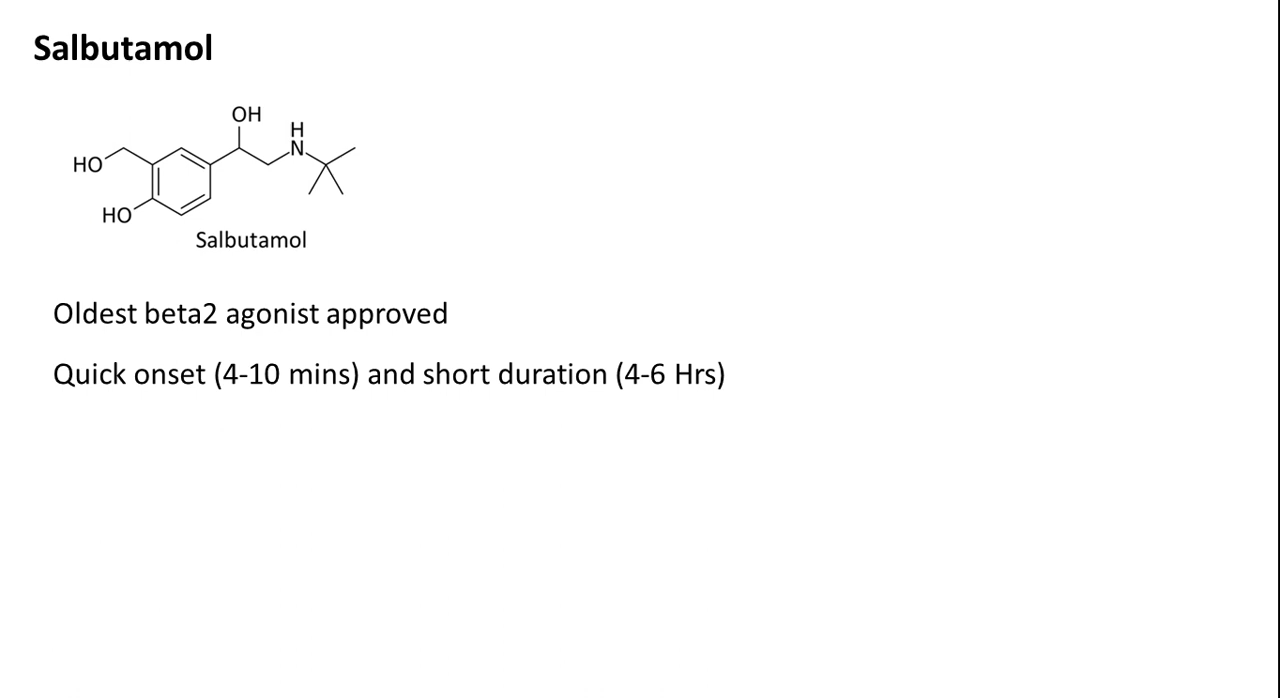 Salbutamol
OH
H
N
HO
HO
Salbutamol
Oldest beta2 agonist approved
Quick onset (4-10 mins) and short duration (4-6 Hrs)